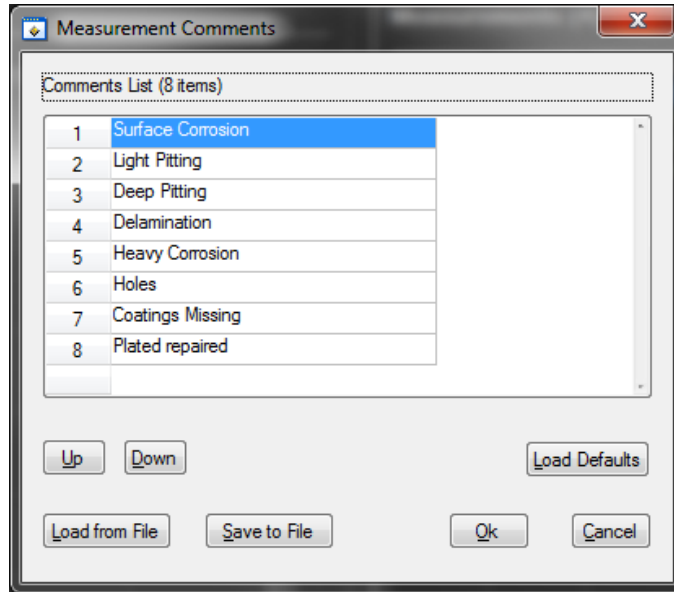 Measurement Comments
Comments List (8 items)
1 Surface Corrosion
2 Light Pitting
3 Deep Pitting
4 Delamination
5 Heavy Corrosion
6 Holes
7 Coatings Missing
8 Plated repaired
Up Down Load Defaults
Load from File Save to File Ok Cancel